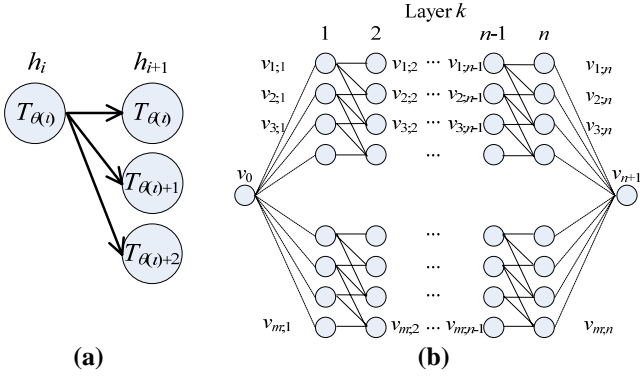 Layer k
h_i h_{i+1} 1 2 n-1 n
T_{θ(i)} T_{θ(i)} v_{1;1} v_{1;2} ... v_{1;n-1} v_{1;n}
v_{2;1} v_{2;2} ... v_{2;n-1} v_{2;n}
T_{θ(i)+1} v_{3;1} v_{3;2} ... v_{3;n-1} v_{3;n}
...
v_0 v_{n+1}
T_{θ(i)+2} ...
...
...
v_{m;1} v_{m;2} ... v_{m;n-1} v_{m;n}
(a) (b)